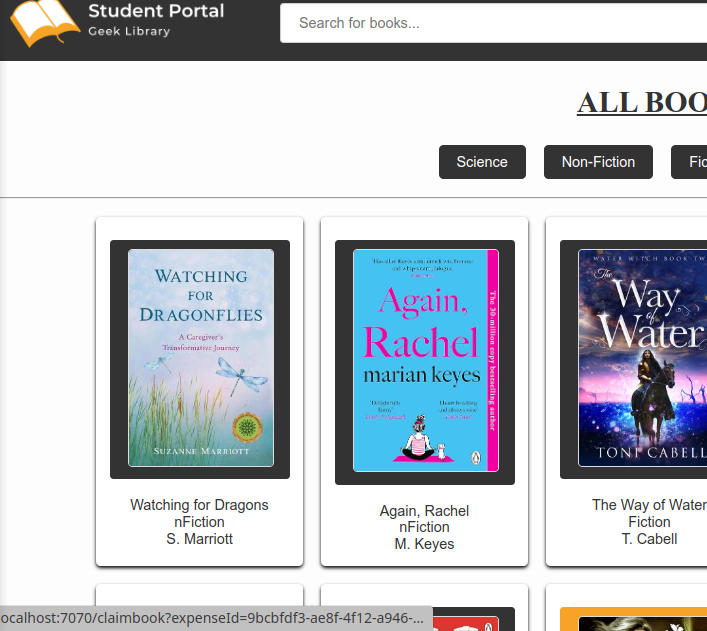 Student Portal
Geek Library
Search for books...
ALL BOO
Science
Non-Fiction
Fic
WATCHING
FOR
DRAGONFLIES
A Caregiver's
Transformative Journey
SUZANNE MARRIOTT
Again,
Rachel
marian keyes
The 30-million copy bestselling author
WATER WITCH BOOK TW
The
Way
of
Water
TONI CABELL
Watching for Dragons
nFiction
S. Marriott
Again, Rachel
nFiction
M. Keyes
The Way of Water
Fiction
T. Cabell
ocalhost:7070/claimbook?expenseId=9bcbfdf3-ae8f-4f12-a946-...